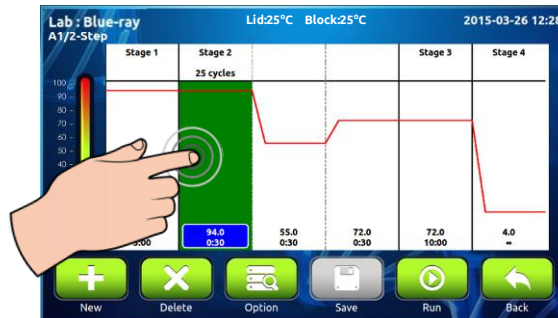 Lab : Blue-ray Lid:25°C Block:25°C 2015-03-26 12:28
A1/2-Step
Stage 1 Stage 2 Stage 3 Stage 4
25 cycles
100
90
80
70
60
50
40
94.0 55.0 72.0 72.0 4.0
0:30 0:30 0:30 10:00 ∞
New Delete Option Save Run Back